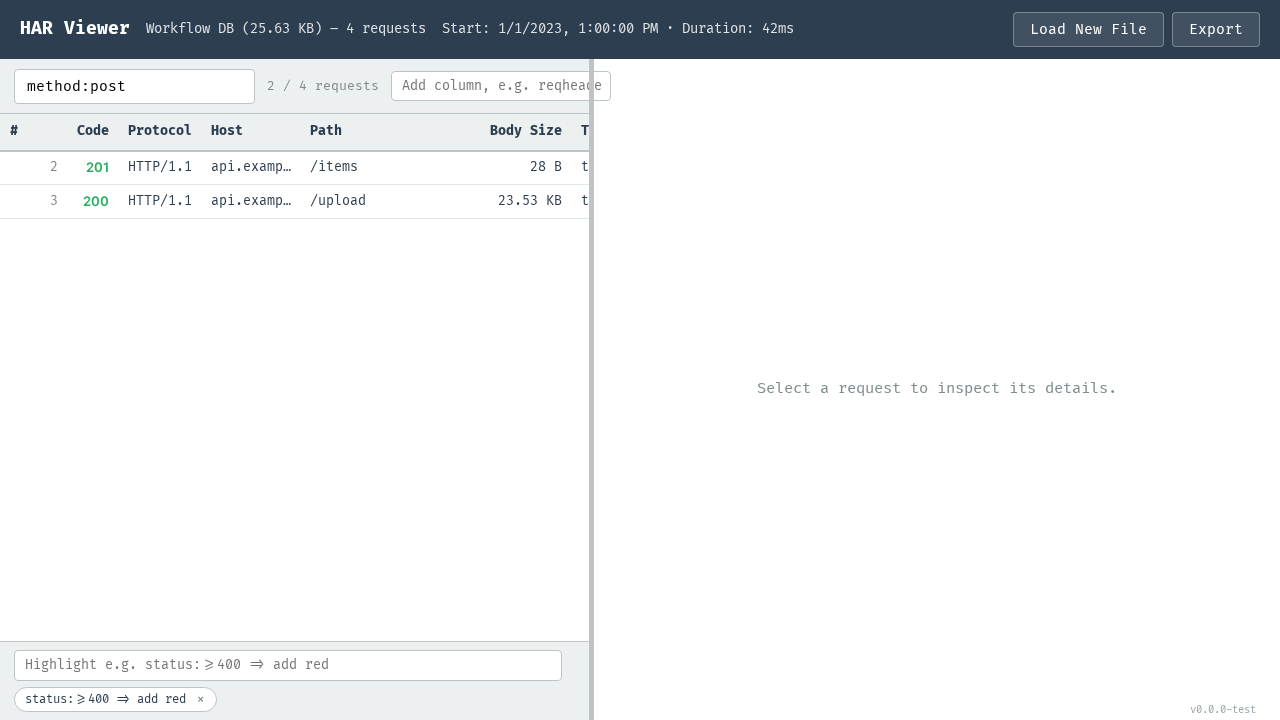 HAR Viewer Workflow DB (25.63 KB) — 4 requests Start: 1/1/2023, 1:00:00 PM · Duration: 42ms Load New File Export
method:post 2 / 4 requests Add column, e.g. reqheade
# Code Protocol Host Path Body Size T
2 201 HTTP/1.1 api.examp… /items 28 B t
3 200 HTTP/1.1 api.examp… /upload 23.53 KB t
Select a request to inspect its details.
Highlight e.g. status:>=400 => add red
status:>=400 => add red ×
v0.0.0-test